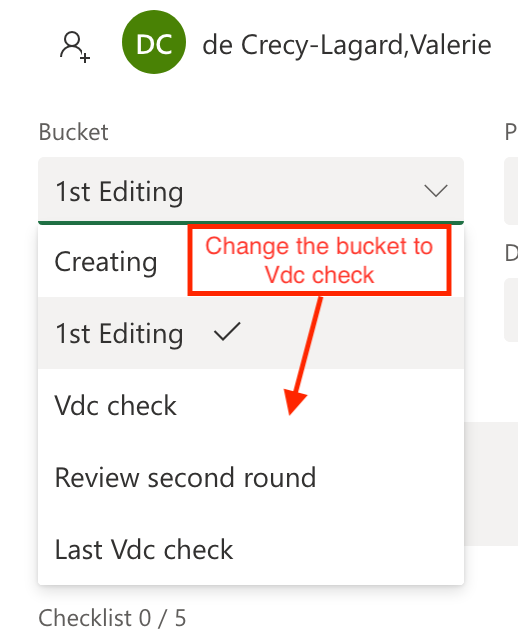 DC de Crecy-Lagard,Valerie
Bucket
P
1st Editing
Change the bucket to
Vdc check
D
Creating
1st Editing
Vdc check
Review second round
Last Vdc check
Checklist 0 / 5